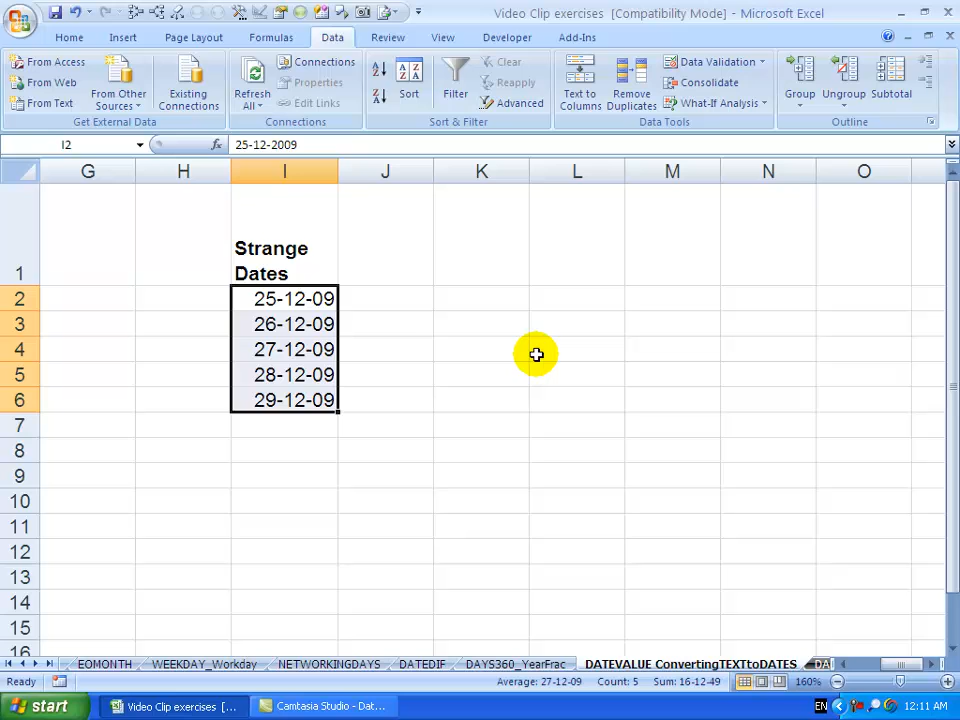 Video Clip exercises [Compatibility Mode] - Microsoft Excel
Home Insert Page Layout Formulas Data Review View Developer Add-Ins
From Access
From Web
From Text
From Other Sources
Existing Connections
Get External Data
Refresh All
Connections
Properties
Edit Links
Connections
Sort
Filter
Clear
Reapply
Advanced
Sort & Filter
Text to Columns
Remove Duplicates
Data Validation
Consolidate
What-If Analysis
Data Tools
Group
Ungroup
Subtotal
Outline
I2 fx 25-12-2009
G H I J K L M N O
1 Strange
Dates
2 25-12-09
3 26-12-09
4 27-12-09
5 28-12-09
6 29-12-09
7
8
9
10
11
12
13
14
15
16
EOMONTH WEEKDAY_Workday NETWORKINGDAYS DATEDIF DAYS360_YearFrac DATEVALUE ConvertingTEXTtoDATES DA
Ready Average: 27-12-09 Count: 5 Sum: 16-12-49 160%
start Video Clip exercises [... Camtasia Studio - Dat... EN 12:11 AM